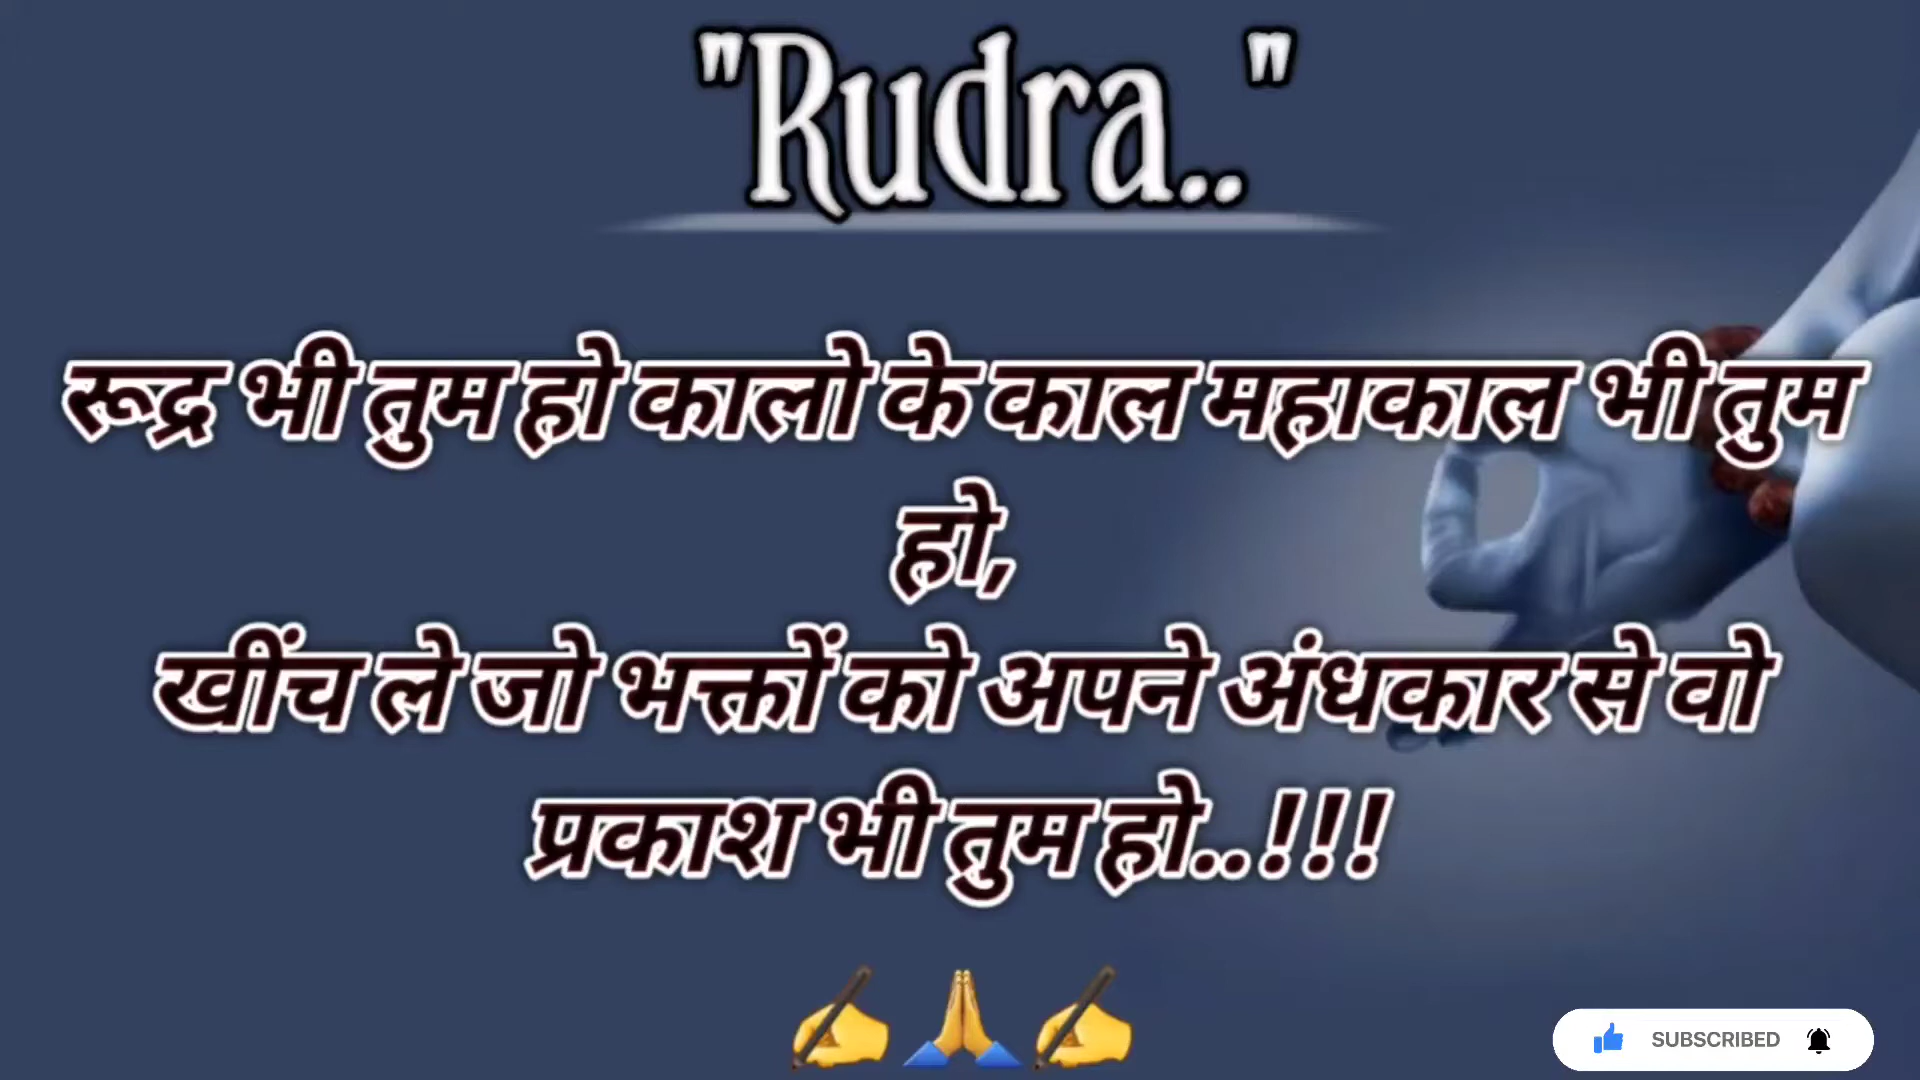 "Rudra.."
रूद्र भी तुम हो कालो के काल महाकाल भी तुम
हो,
खींच ले जो भक्तों को अपने अंधकार से वो
प्रकाश भी तुम हो..!!!
✍️🙏✍️
SUBSCRIBED